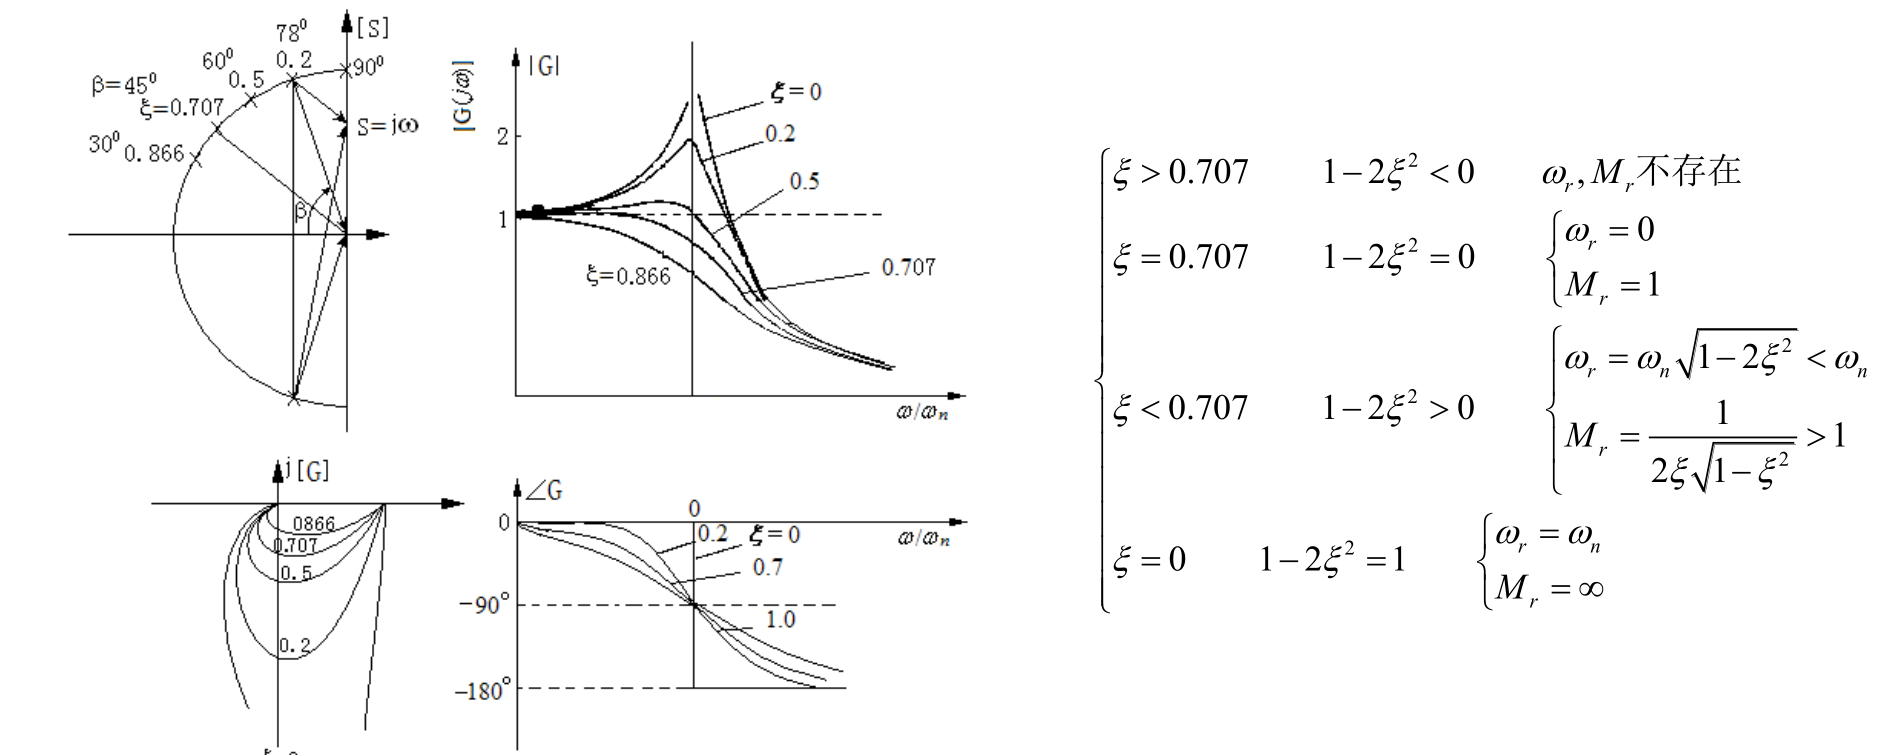 [S]
78⁰
0.2
90⁰
60⁰
0.5
β=45⁰
ξ=0.707
30⁰ 0.866
S=jω
β
|G(jω)|
|G|
2
1
ξ=0
0.2
0.5
0.707
ξ=0.866
ω/ωₙ
j[G]
0866
0.707
0.5
0.2
∠G
0
0
0.2
ξ=0
0.7
1.0
-90°
-180°
ω/ωₙ
ξ>0.707 1-2ξ²<0 ωᵣ,Mᵣ不存在
ξ=0.707 1-2ξ²=0 ωᵣ=0
Mᵣ=1
ξ<0.707 1-2ξ²>0 ωᵣ=ωₙ√(1-2ξ²)<ωₙ
Mᵣ=1/(2ξ√(1-ξ²))>1
ξ=0 1-2ξ²=1 ωᵣ=ωₙ
Mᵣ=∞